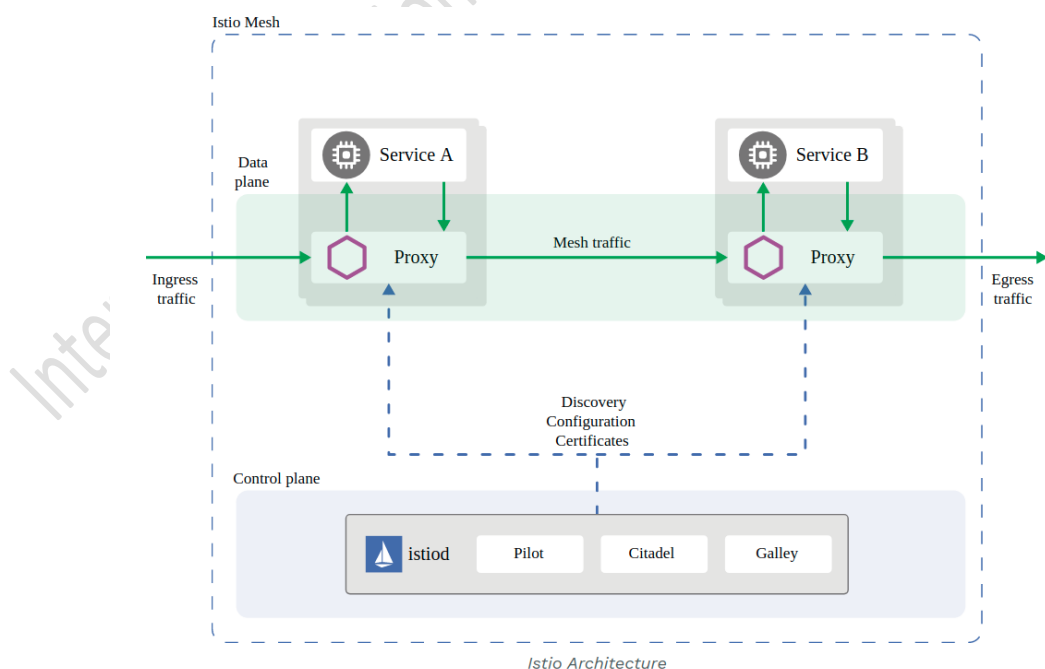 Istio Mesh
Data
plane
Service A
Service B
Proxy
Mesh traffic
Proxy
Ingress
traffic
Egress
traffic
Discovery
Configuration
Certificates
Control plane
istiod
Pilot
Citadel
Galley
Istio Architecture